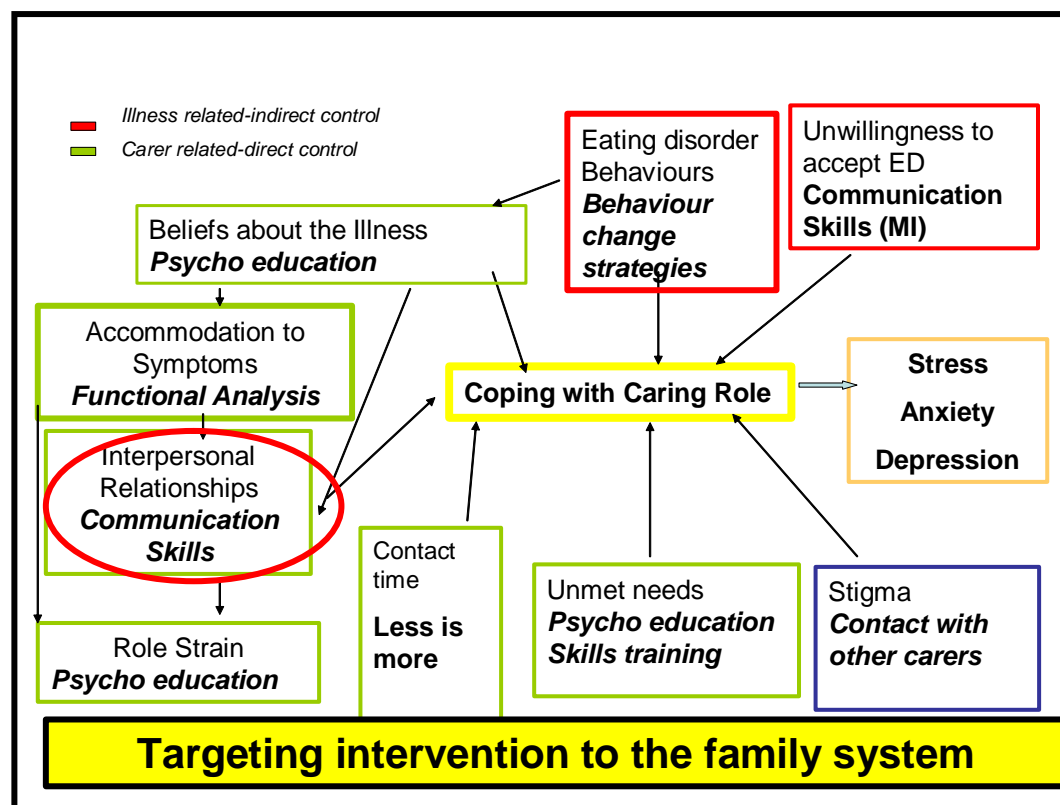 Illness related-indirect control
Carer related-direct control
Eating disorder
Behaviours
Behaviour
change
strategies
Unwillingness to
accept ED
Communication
Skills (MI)
Beliefs about the Illness
Psycho education
Accommodation to
Symptoms
Functional Analysis
Coping with Caring Role
Stress
Anxiety
Depression
Interpersonal
Relationships
Communication
Skills
Contact
time
Less is
more
Unmet needs
Psycho education
Skills training
Stigma
Contact with
other carers
Role Strain
Psycho education
Targeting intervention to the family system